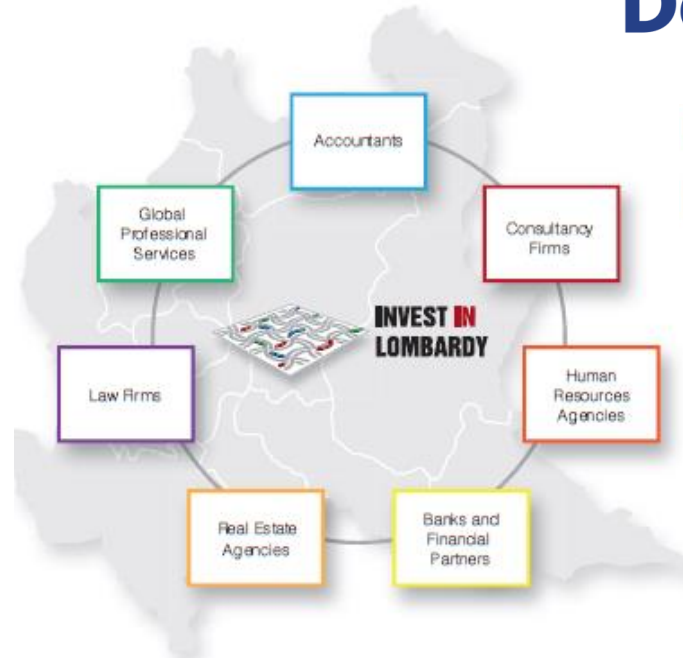 Accountants
Global
Professional
Services
Consultancy
Firms
INVEST IN
LOMBARDY
Law Firms
Human
Resources
Agencies
Real Estate
Agencies
Banks and
Financial
Partners